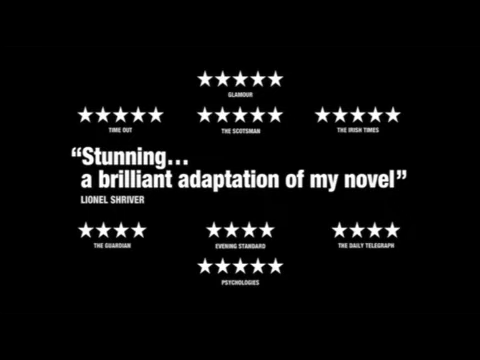 ★★★★★
GLAMOUR
★★★★★ ★★★★★ ★★★★★
TIME OUT THE SCOTSMAN THE IRISH TIMES
“Stunning...
a brilliant adaptation of my novel”
LIONEL SHRIVER
★★★★ ★★★★ ★★★★
THE GUARDIAN EVENING STANDARD THE DAILY TELEGRAPH
★★★★★
PSYCHOLOGIES